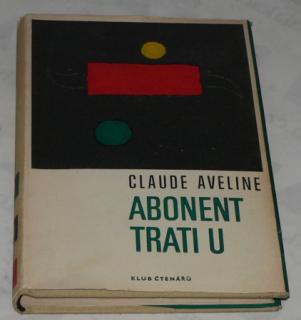 CLAUDE AVELINE
ABONENT
TRATI U
KLUB ČTENÁŘŮ